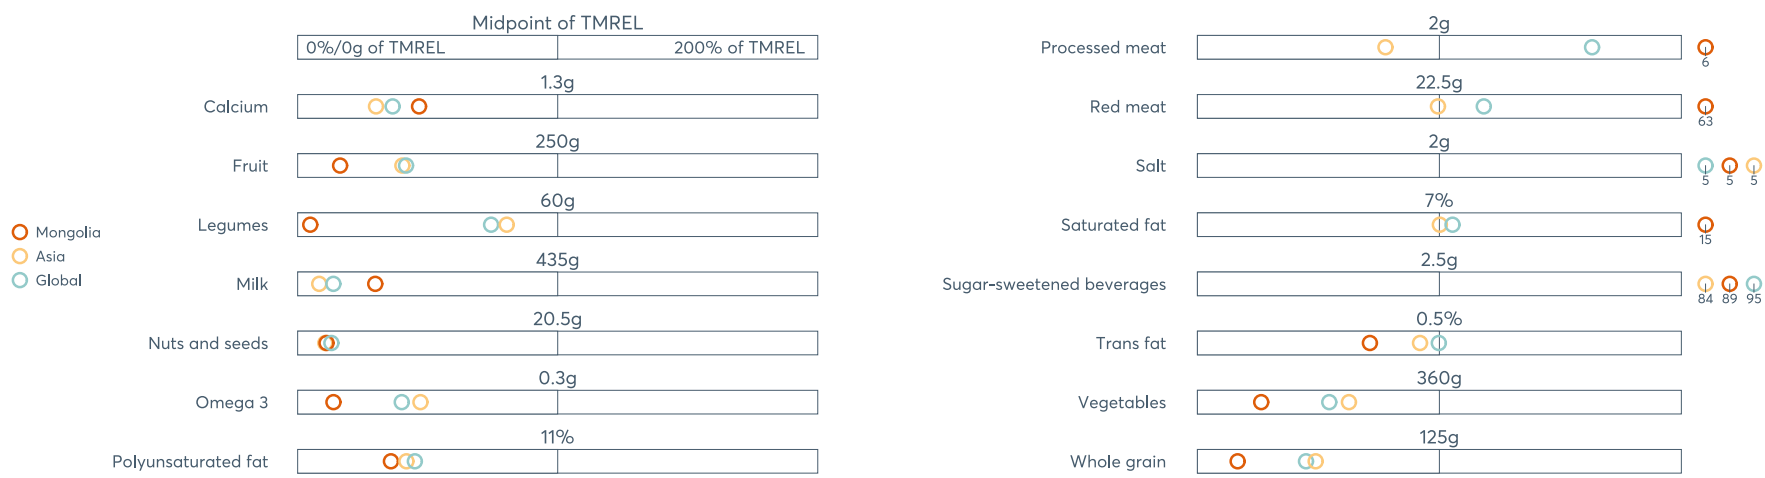 Midpoint of TMREL
0%/0g of TMREL 200% of TMREL
1.3g
Calcium
250g
Fruit
60g
Legumes
Mongolia
Asia
Global
435g
Milk
20.5g
Nuts and seeds
0.3g
Omega 3
11%
Polyunsaturated fat
2g
Processed meat
6
22.5g
Red meat
63
2g
Salt
5 5 5
7%
Saturated fat
15
2.5g
Sugar-sweetened beverages
84 89 95
0.5%
Trans fat
360g
Vegetables
125g
Whole grain